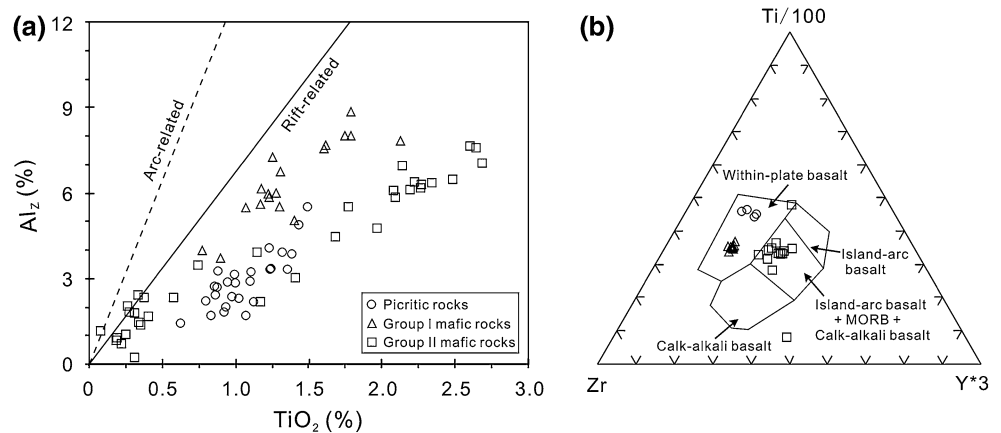 (a)
12
9
6
3
0
Al_Z (%)
0
0.5
1.0
1.5
2.0
2.5
3.0
TiO₂ (%)
Arc-related
Rift-related
Picritic rocks
Group I mafic rocks
Group II mafic rocks
(b)
Ti/100
Within-plate basalt
Island-arc
basalt
Island-arc basalt
+ MORB +
Calk-alkali basalt
Calk-alkali basalt
Zr
Y*3